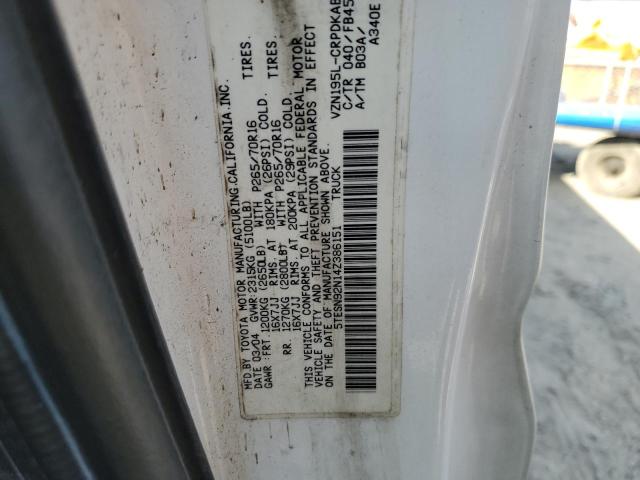 MFD. BY TOYOTA MOTOR MANUFACTURING CALIFORNIA. INC.
DATE 03/04 GVWR 2315KG (5100LB)
GAWR: FRT. 1200KG (2650LB) WITH P265/70R16 TIRES.
16X7JJ RIMS. AT 180KPA (26PSI) COLD.
RR. 1270KG (2800LB) WITH P265/70R16 TIRES.
16X7JJ RIMS. AT 200KPA (29PSI) COLD.
THIS VEHICLE CONFORMS TO ALL APPLICABLE FEDERAL MOTOR
VEHICLE SAFETY AND THEFT PREVENTION STANDARDS IN EFFECT
ON THE DATE OF MANUFACTURE SHOWN ABOVE.
5TESN92N14Z386151 TRUCK
VZN195L-CRPDKAB
C/TR 040/FB45
A/TM B03A/
A340E